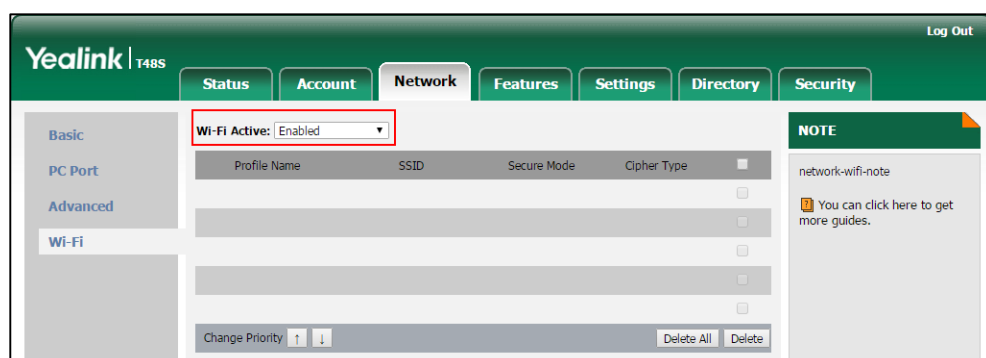 Log Out
Yealink | T48S
Status Account Network Features Settings Directory Security
Basic
PC Port
Advanced
Wi-Fi
Wi-Fi Active: Enabled
Profile Name SSID Secure Mode Cipher Type
Change Priority ↑ ↓ Delete All Delete
NOTE
network-wifi-note
You can click here to get
more guides.